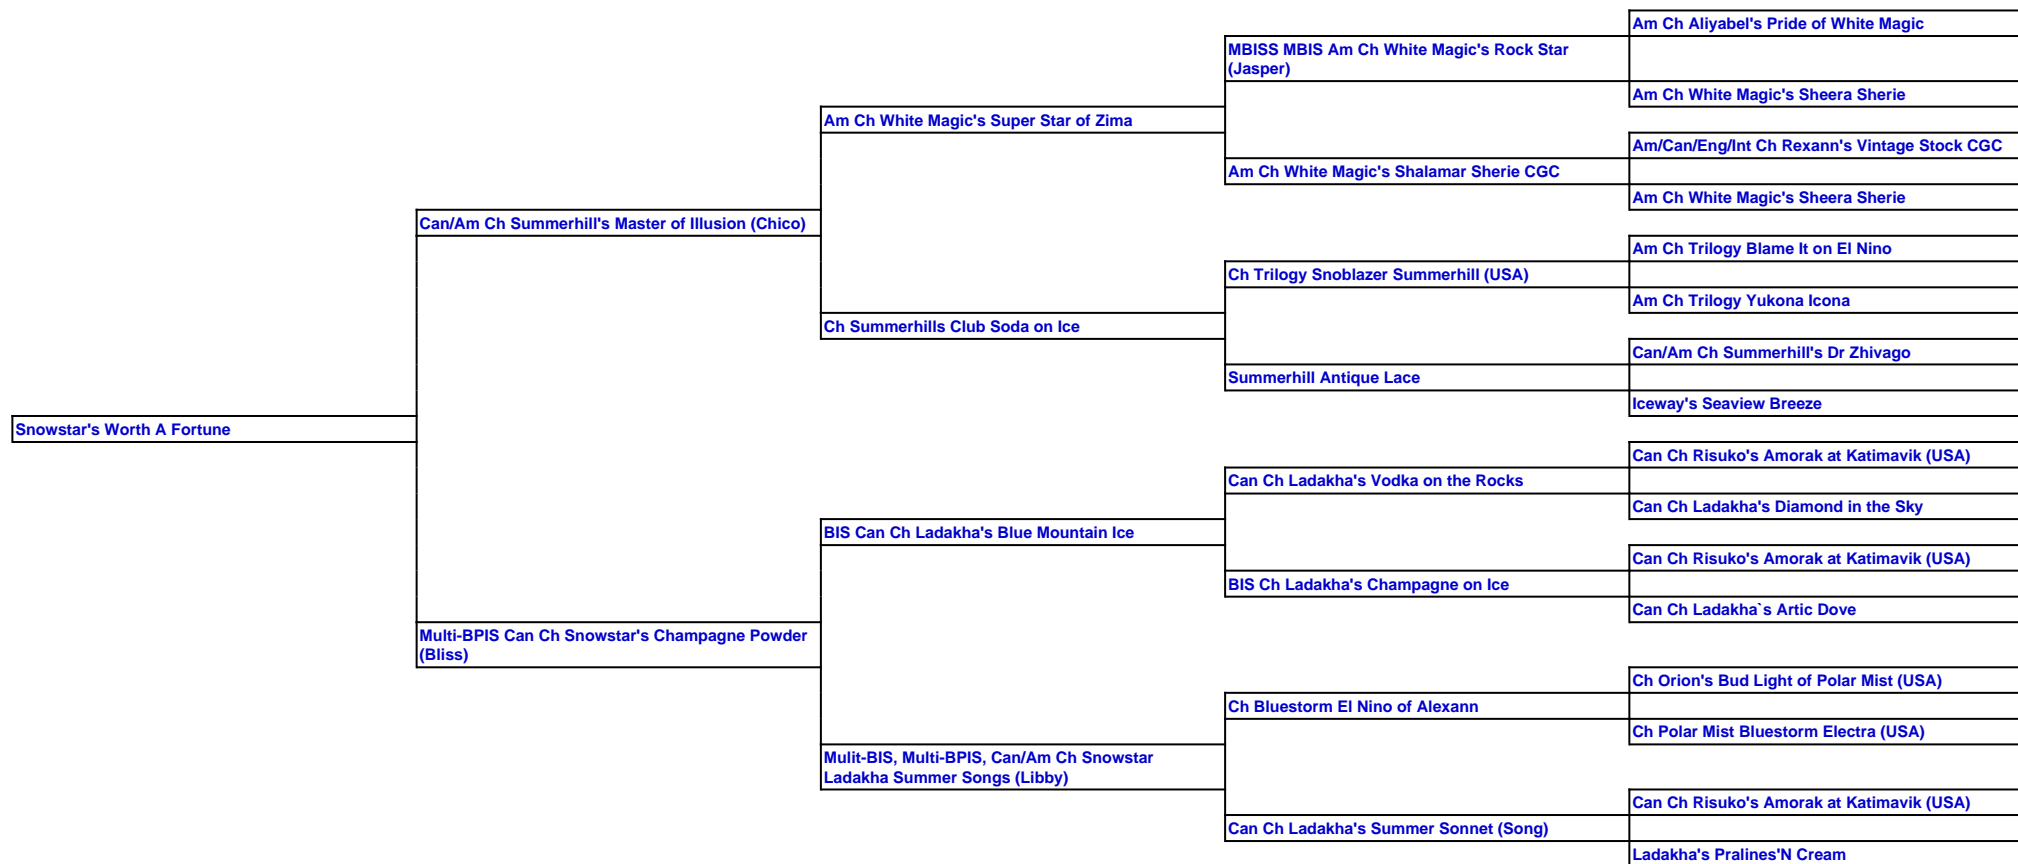 Am Ch Aliyabel's Pride of White Magic
MBISS MBIS Am Ch White Magic's Rock Star
(Jasper)
Am Ch White Magic's Sheera Sherie
Am Ch White Magic's Super Star of Zima
Am/Can/Eng/Int Ch Rexann's Vintage Stock CGC
Am Ch White Magic's Shalamar Sherie CGC
Am Ch White Magic's Sheera Sherie
Can/Am Ch Summerhill's Master of Illusion (Chico)
Am Ch Trilogy Blame It on El Nino
Ch Trilogy Snoblazer Summerhill (USA)
Am Ch Trilogy Yukona Icona
Ch Summerhills Club Soda on Ice
Can/Am Ch Summerhill's Dr Zhivago
Summerhill Antique Lace
Iceway's Seaview Breeze
Snowstar's Worth A Fortune
Can Ch Risuko's Amorak at Katimavik (USA)
Can Ch Ladakha's Vodka on the Rocks
Can Ch Ladakha's Diamond in the Sky
BIS Can Ch Ladakha's Blue Mountain Ice
Can Ch Risuko's Amorak at Katimavik (USA)
BIS Ch Ladakha's Champagne on Ice
Can Ch Ladakha`s Artic Dove
Multi-BPIS Can Ch Snowstar's Champagne Powder
(Bliss)
Ch Orion's Bud Light of Polar Mist (USA)
Ch Bluestorm El Nino of Alexann
Ch Polar Mist Bluestorm Electra (USA)
Mulit-BIS, Multi-BPIS, Can/Am Ch Snowstar
Ladakha Summer Songs (Libby)
Can Ch Risuko's Amorak at Katimavik (USA)
Can Ch Ladakha's Summer Sonnet (Song)
Ladakha's Pralines'N Cream